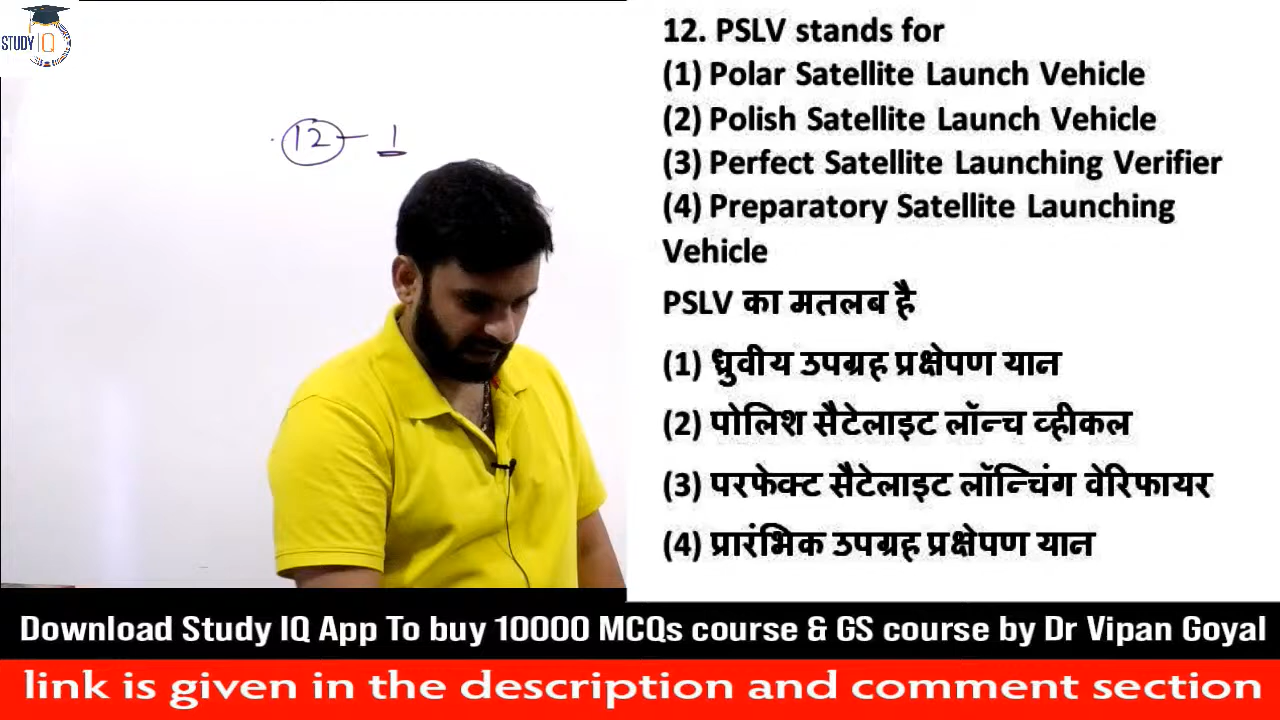 STUDY IQ
12 – 1
12. PSLV stands for
(1) Polar Satellite Launch Vehicle
(2) Polish Satellite Launch Vehicle
(3) Perfect Satellite Launching Verifier
(4) Preparatory Satellite Launching
Vehicle
PSLV का मतलब है
(1) ध्रुवीय उपग्रह प्रक्षेपण यान
(2) पोलिश सैटेलाइट लॉन्च व्हीकल
(3) परफेक्ट सैटेलाइट लॉन्चिंग वेरिफायर
(4) प्रारंभिक उपग्रह प्रक्षेपण यान
Download Study IQ App To buy 10000 MCQs course & GS course by Dr Vipan Goyal
link is given in the description and comment section